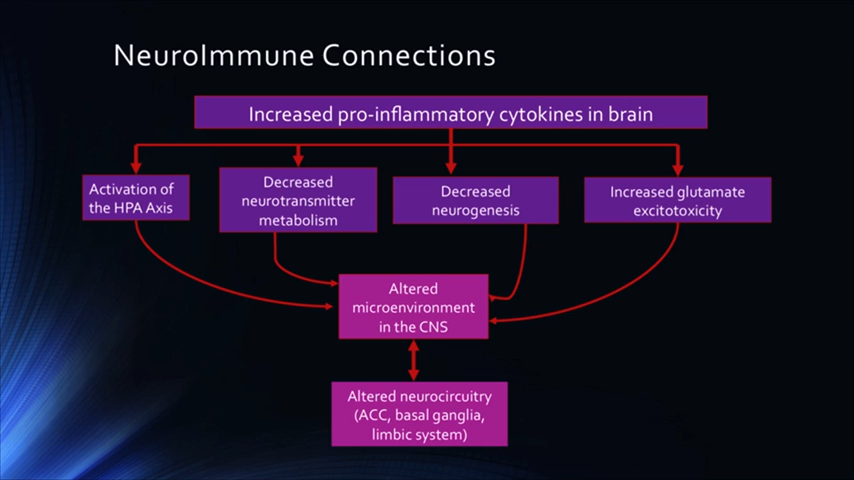 NeuroImmune Connections
Increased pro-inflammatory cytokines in brain
Activation of
the HPA Axis
Decreased
neurotransmitter
metabolism
Decreased
neurogenesis
Increased glutamate
excitotoxicity
Altered
microenvironment
in the CNS
Altered neurocircuitry
(ACC, basal ganglia,
limbic system)